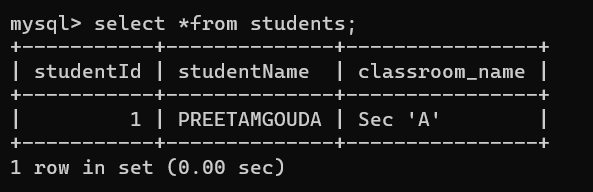 mysql> select *from students;
+-----------+--------------+----------------+
| studentId | studentName  | classroom_name |
+-----------+--------------+----------------+
|         1 | PREETAMGOUDA | Sec 'A'        |
+-----------+--------------+----------------+
1 row in set (0.00 sec)